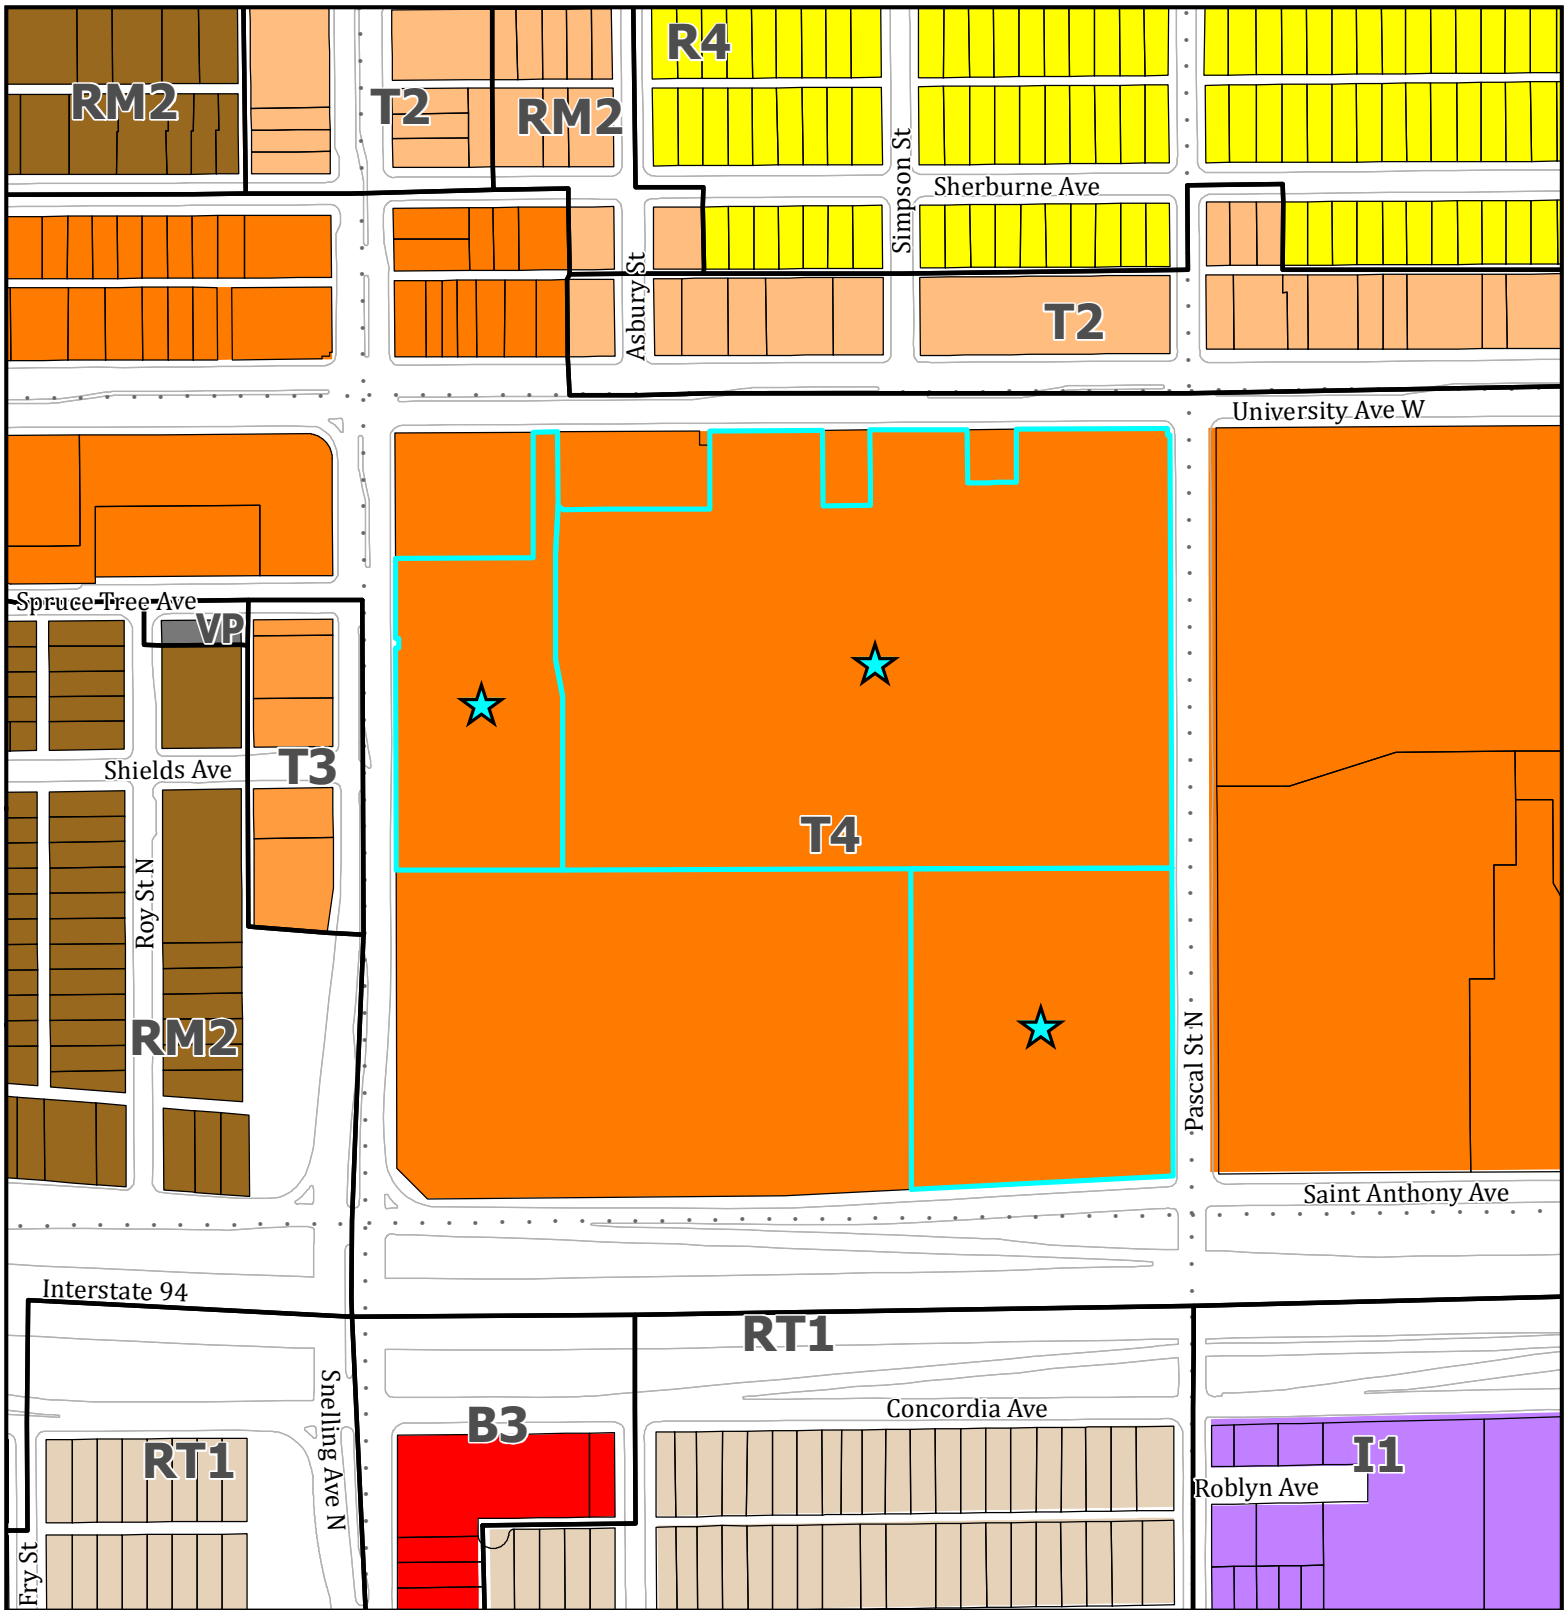 R4
RM2
T2
RM2
Simpson St
Sherburne Ave
Asbury St
T2
University Ave W
Spruce Tree Ave
VP
Shields Ave
T3
T4
Roy St N
RM2
Pascal St N
Saint Anthony Ave
Interstate 94
RT1
Snelling Ave N
Concordia Ave
B3
RT1
I1
Roblyn Ave
Fry St